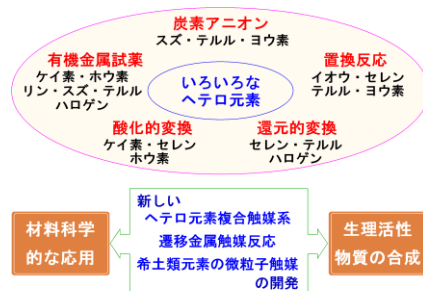 炭素アニオン
スズ・テルル・ヨウ素
有機金属試薬
ケイ素・ホウ素
リン・スズ・テルル
ハロゲン
置換反応
イオウ・セレン
テルル・ヨウ素
いろいろな
ヘテロ元素
酸化的変換
ケイ素・セレン
ホウ素
還元的変換
セレン・テルル
ハロゲン
材料科学
的な応用
新しい
ヘテロ元素複合触媒系
遷移金属触媒反応
希土類元素の微粒子触媒
の開発
生理活性
物質の合成